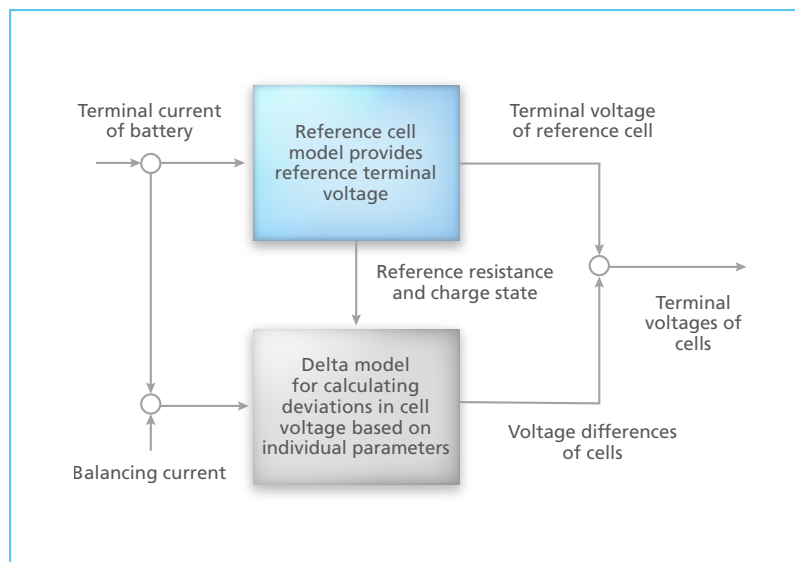 Terminal current
of battery
Reference cell
model provides
reference terminal
voltage
Terminal voltage
of reference cell
Reference resistance
and charge state
Terminal
voltages of
cells
Delta model
for calculating
deviations in cell
voltage based on
individual parameters
Voltage differences
of cells
Balancing current